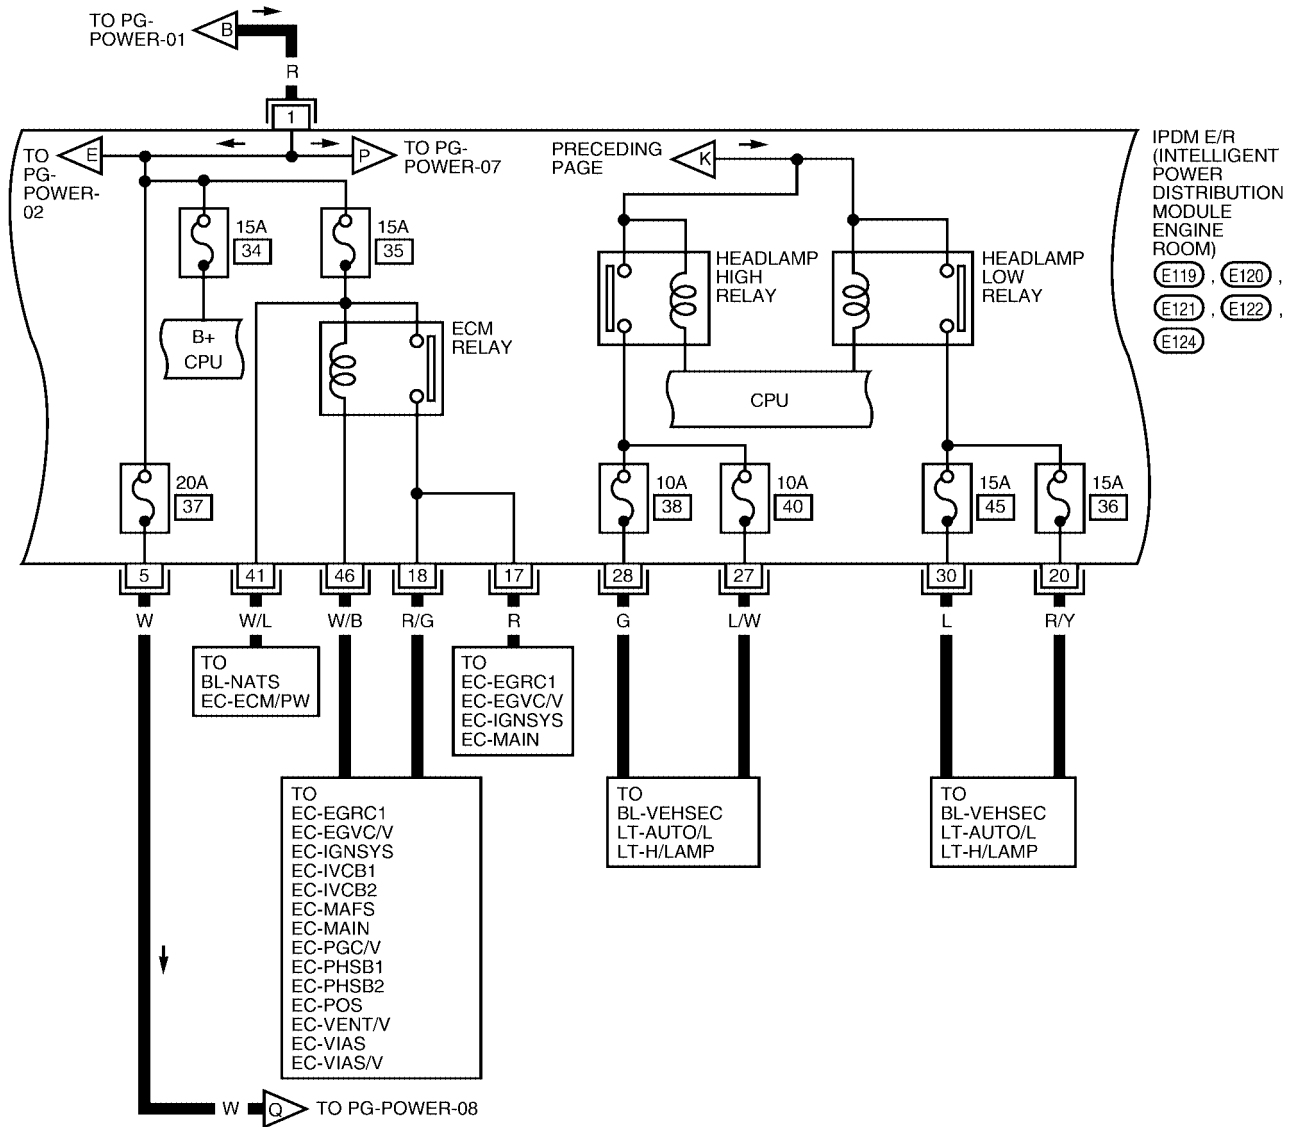 TO PG-
POWER-01
B
R
1
TO
PG-
POWER-
02
E
P
TO PG-
POWER-07
PRECEDING
PAGE
K
IPDM E/R
(INTELLIGENT
POWER
DISTRIBUTION
MODULE
ENGINE
ROOM)
E119 , E120 ,
E121 , E122 ,
E124
15A
34
15A
35
B+
CPU
ECM
RELAY
HEADLAMP
HIGH
RELAY
HEADLAMP
LOW
RELAY
CPU
20A
37
10A
38
10A
40
15A
45
15A
36
5 41 46 18 17 28 27 30 20
W W/L W/B R/G R G L/W L R/Y
TO
BL-NATS
EC-ECM/PW
TO
EC-EGRC1
EC-EGVC/V
EC-IGNSYS
EC-MAIN
TO
EC-EGRC1
EC-EGVC/V
EC-IGNSYS
EC-IVCB1
EC-IVCB2
EC-MAFS
EC-MAIN
EC-PGC/V
EC-PHSB1
EC-PHSB2
EC-POS
EC-VENT/V
EC-VIAS
EC-VIAS/V
TO
BL-VEHSEC
LT-AUTO/L
LT-H/LAMP
TO
BL-VEHSEC
LT-AUTO/L
LT-H/LAMP
W
Q
TO PG-POWER-08